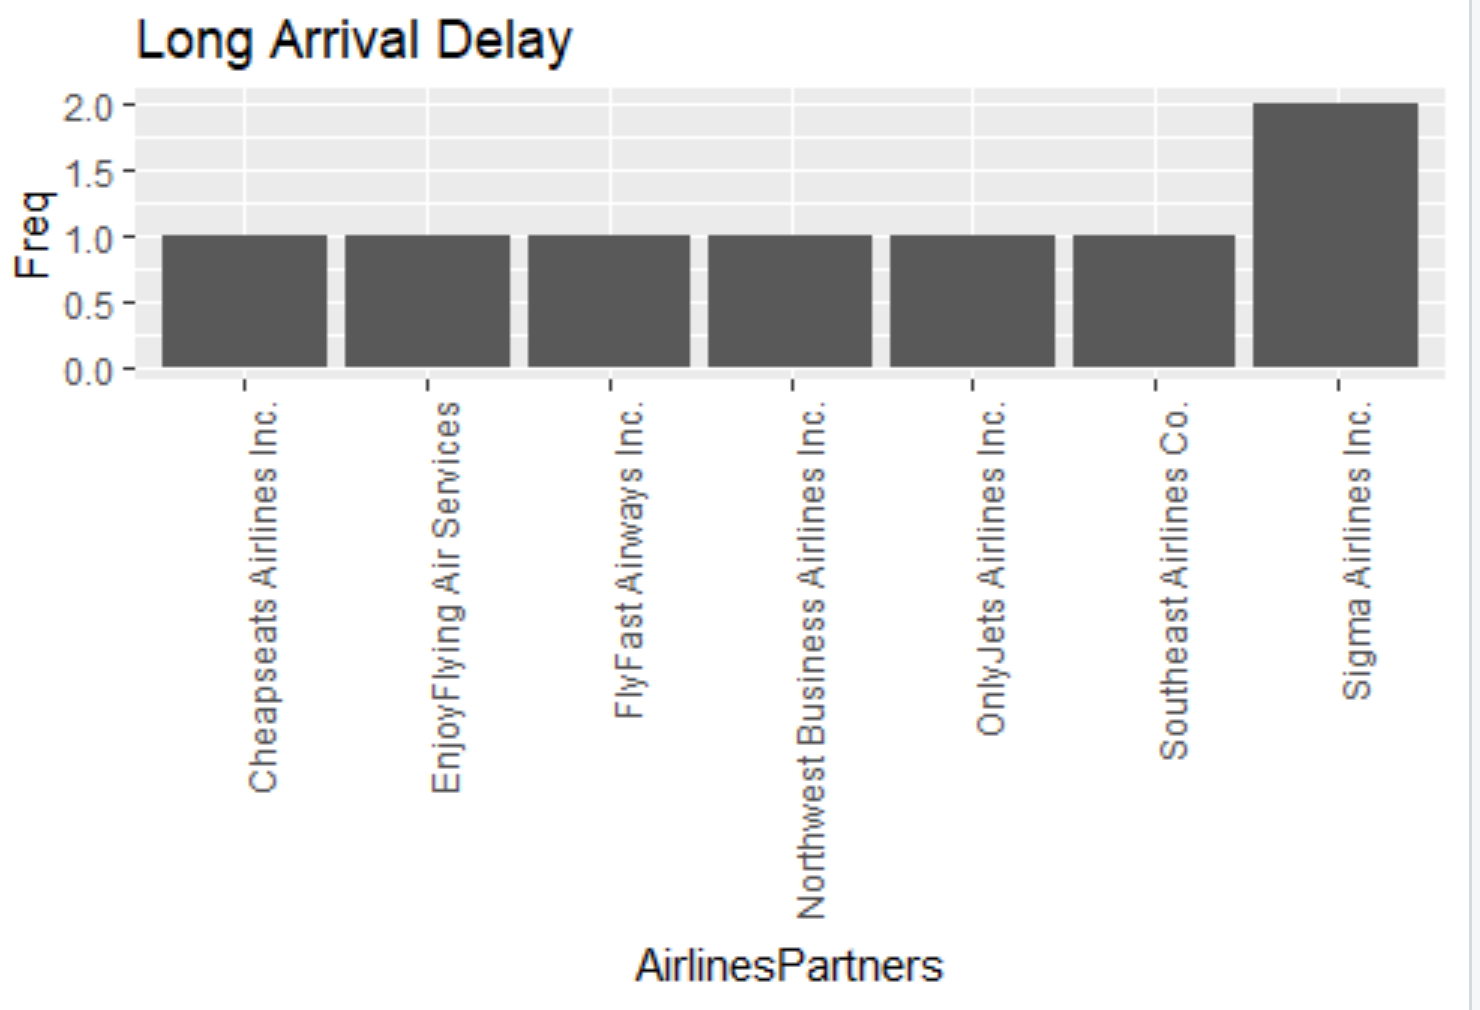 Long Arrival Delay
Freq
2.0
1.5
1.0
0.5
0.0
Cheapseats Airlines Inc.
EnjoyFlying Air Services
FlyFast Airways Inc.
Northwest Business Airlines Inc.
OnlyJets Airlines Inc.
Southeast Airlines Co.
Sigma Airlines Inc.
AirlinesPartners